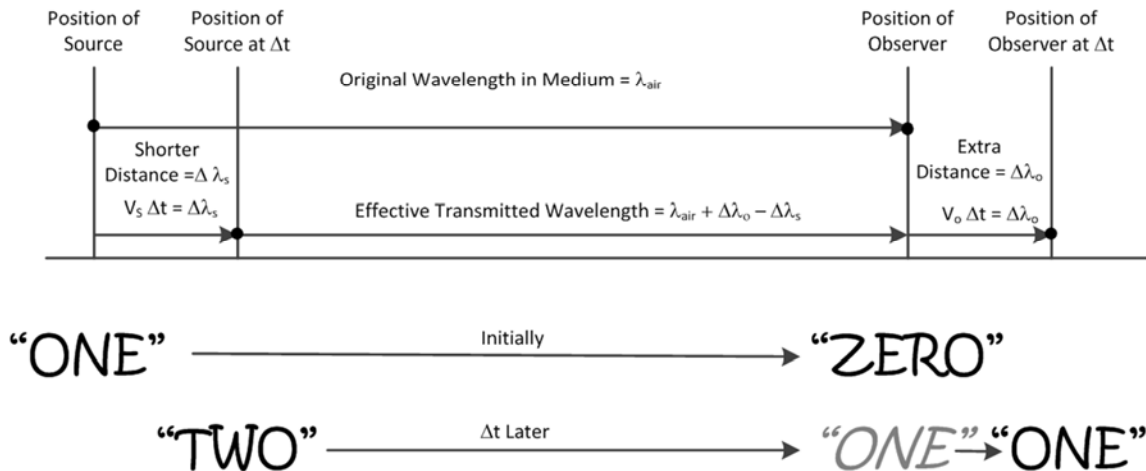 Position of Source
Position of Source at Δt
Position of Observer
Position of Observer at Δt
Original Wavelength in Medium = λair
Shorter
Distance =Δ λs
VS Δt = Δλs
Effective Transmitted Wavelength = λair + Δλo – Δλs
Extra
Distance = Δλo
Vo Δt = Δλo
“ONE” Initially “ZERO”
“TWO” Δt Later “ONE” “ONE”